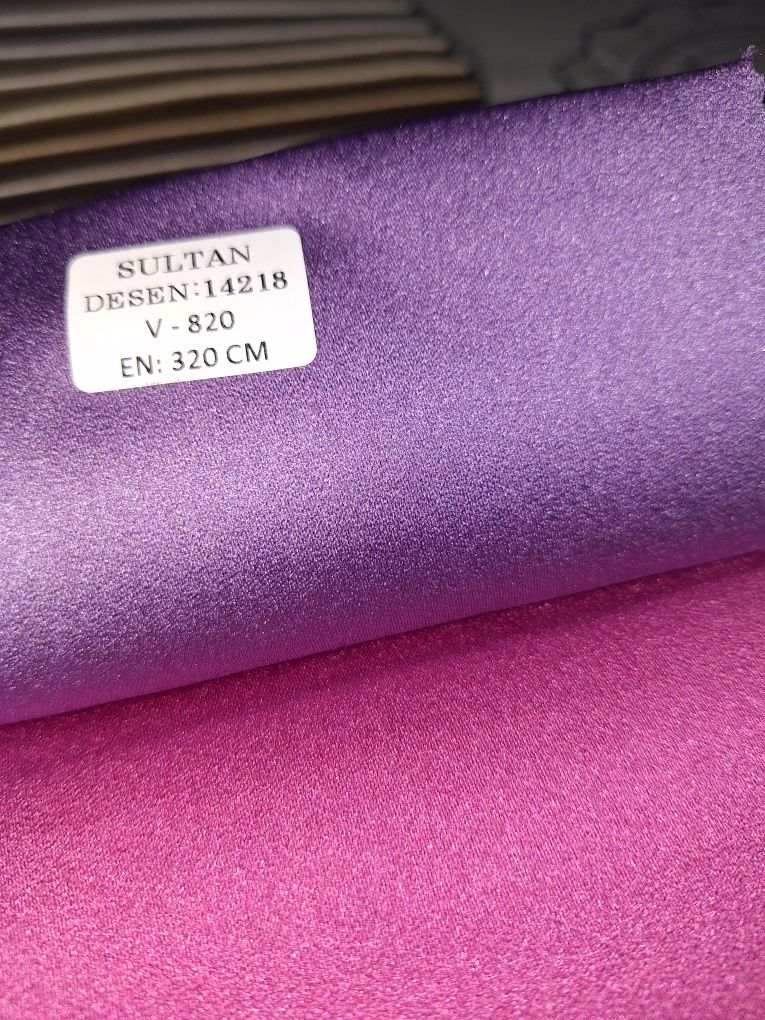 SULTAN
DESEN:14218
V - 820
EN: 320 CM